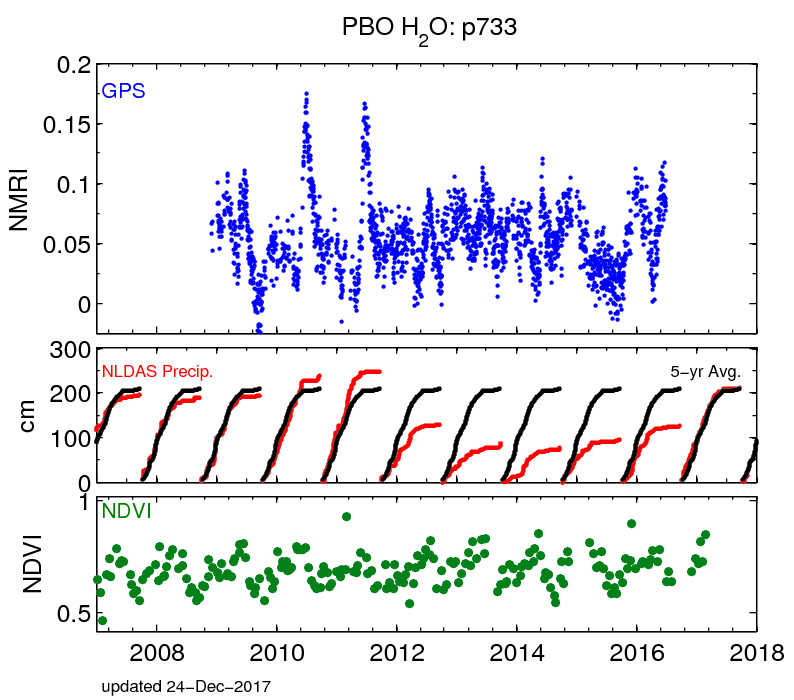 PBO H2O: p733
0.2
0.15
0.1
0.05
0
NMRI
GPS
300
200
100
0
cm
NLDAS Precip.
5-yr Avg.
1
0.5
NDVI
NDVI
2008 2010 2012 2014 2016 2018
updated 24-Dec-2017